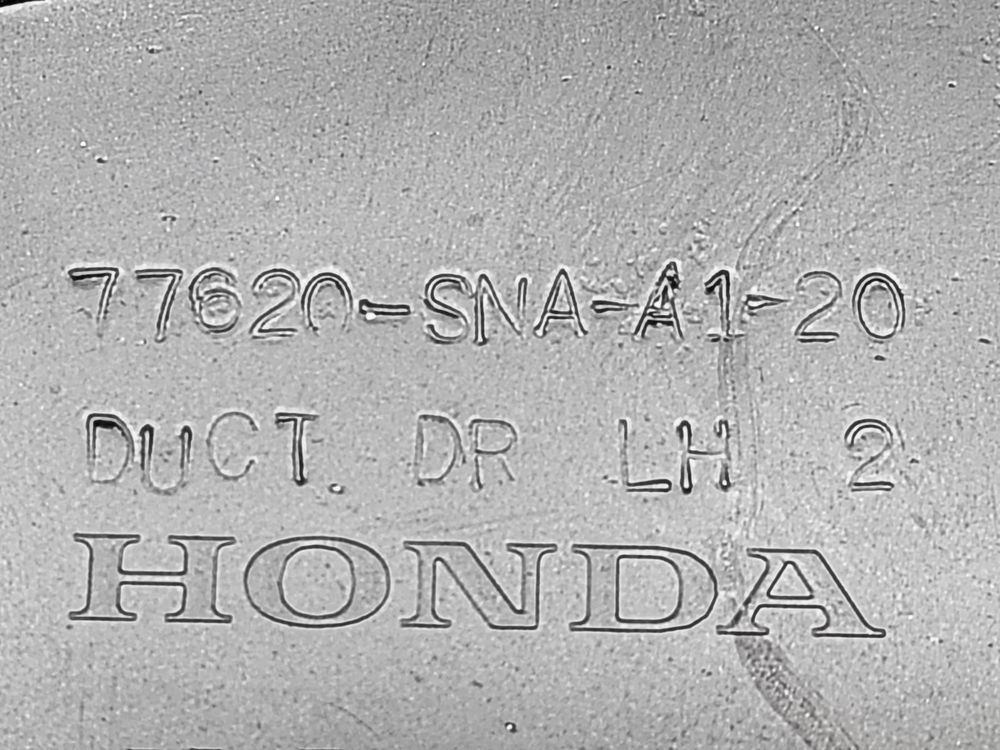 77620-SNA-A1-20
DUCT. DR LH 2
HONDA